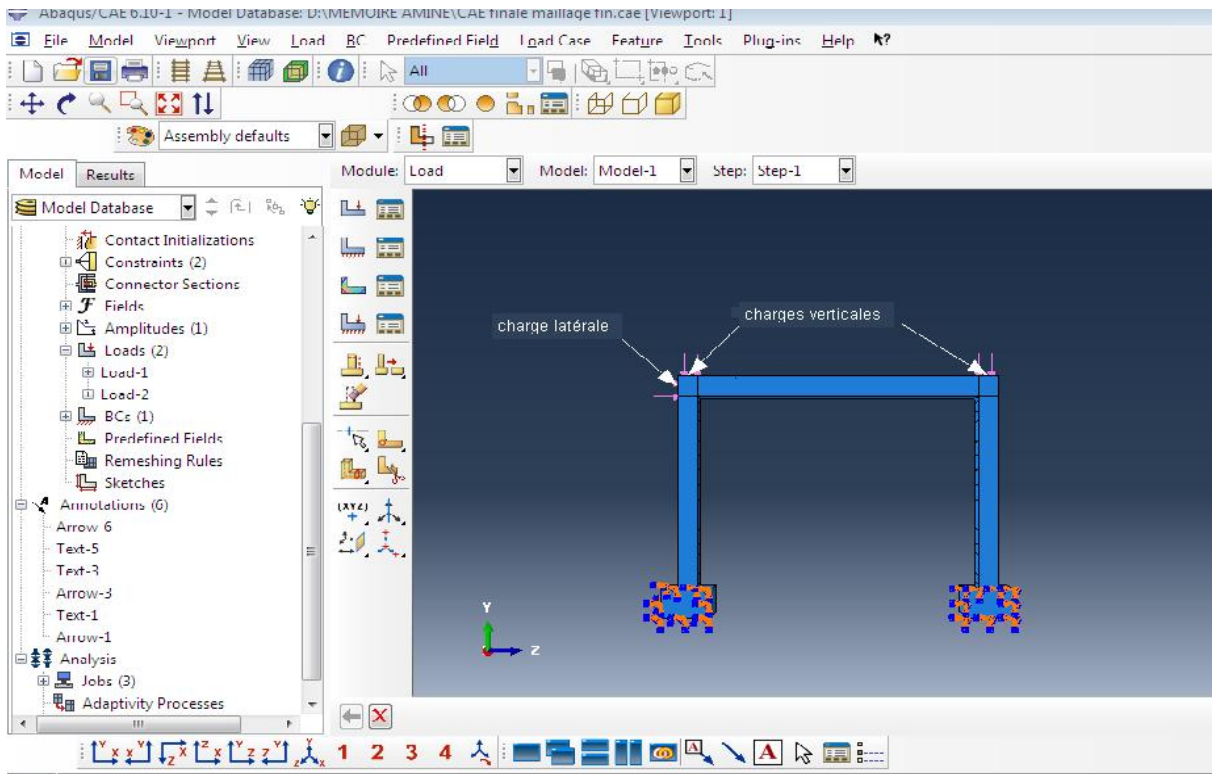 Abaqus/CAE 6.10-1 - Model Database: D:\MEMOIRE AMINE\CAE finale maillage fin.cae [Viewport: 1]
File Model Viewport View Load BC Predefined Field Load Case Feature Tools Plug-ins Help
All
Assembly defaults
Model Results
Module: Load Model: Model-1 Step: Step-1
Model Database
Contact Initializations
Constraints (2)
Connector Sections
Fields
Amplitudes (1)
Loads (2)
Load-1
Load-2
BCs (1)
Predefined Fields
Remeshing Rules
Sketches
Annotations (6)
Arrow-6
Text-5
Text-3
Arrow-3
Text-1
Arrow-1
Analysis
Jobs (3)
Adaptivity Processes
(XYZ)
charge latérale
charges verticales
Y
Z
1 2 3 4
A